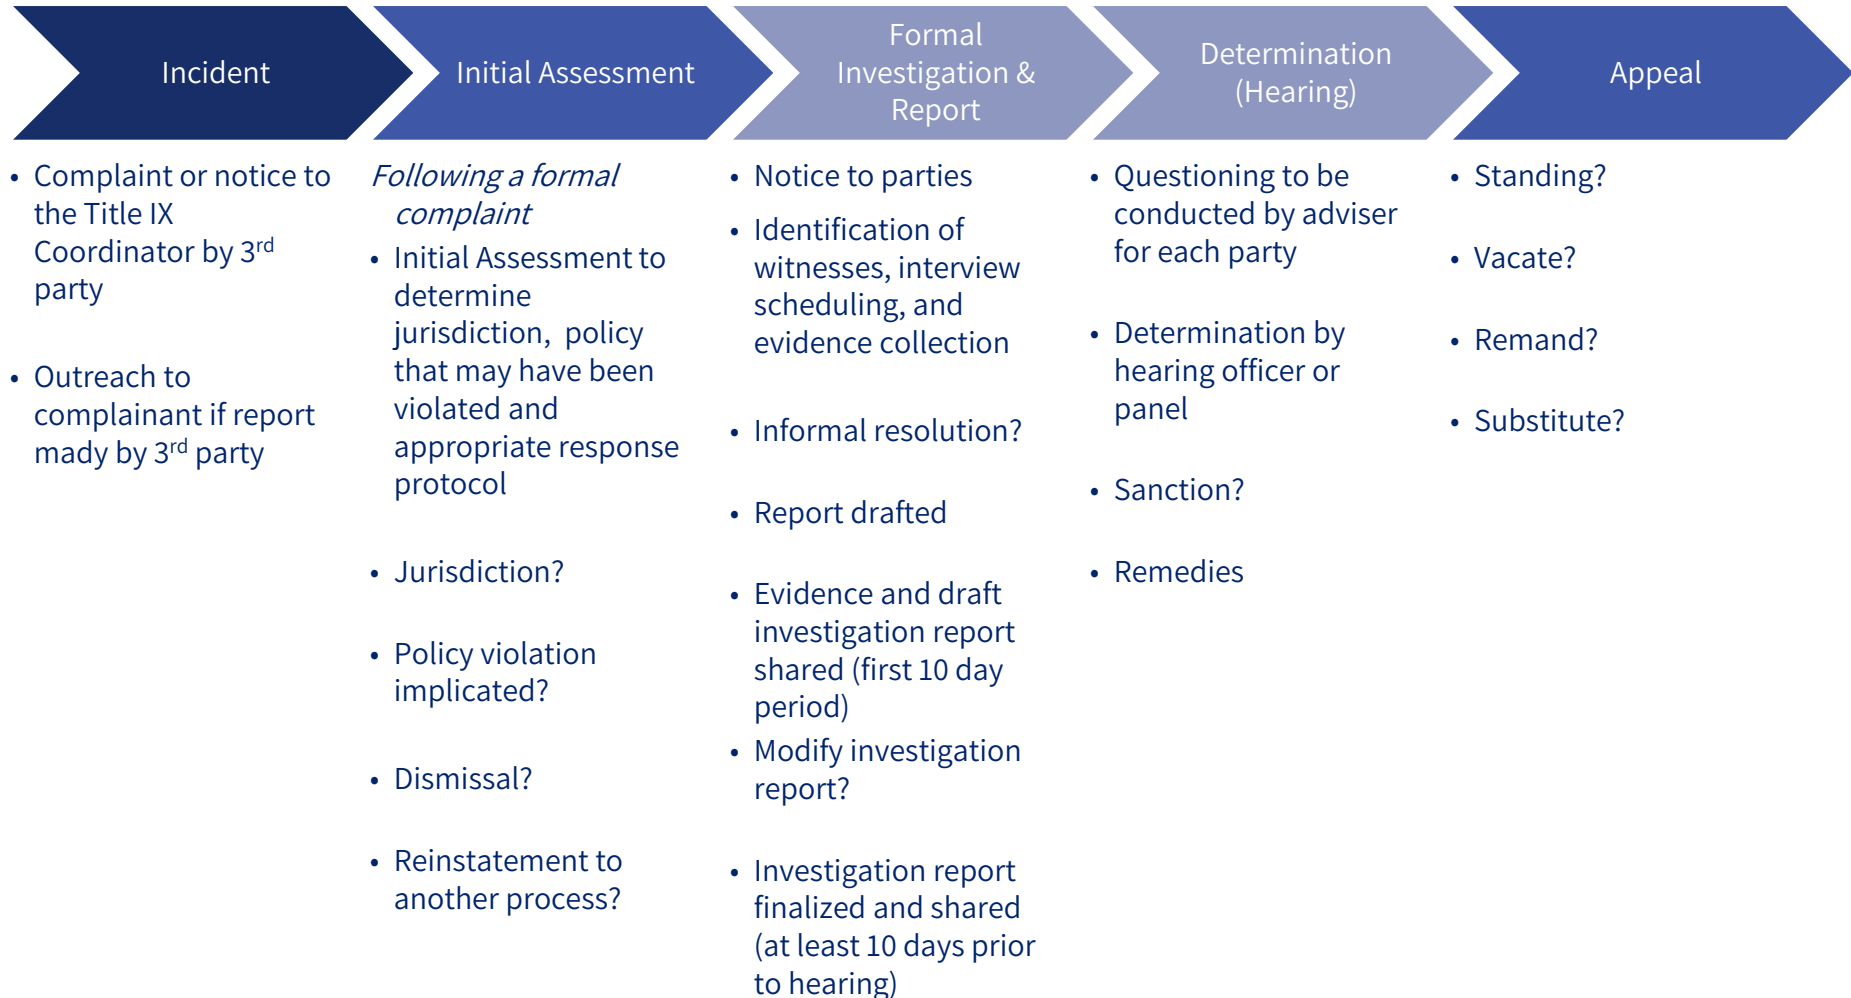 Incident
Initial Assessment
Formal
Investigation &
Report
Determination
(Hearing)
Appeal
• Complaint or notice to
the Title IX
Coordinator by 3rd
party
• Outreach to
complainant if report
mady by 3rd party
Following a formal
complaint
• Initial Assessment to
determine
jurisdiction, policy
that may have been
violated and
appropriate response
protocol
• Jurisdiction?
• Policy violation
implicated?
• Dismissal?
• Reinstatement to
another process?
• Notice to parties
• Identification of
witnesses, interview
scheduling, and
evidence collection
• Informal resolution?
• Report drafted
• Evidence and draft
investigation report
shared (first 10 day
period)
• Modify investigation
report?
• Investigation report
finalized and shared
(at least 10 days prior
to hearing)
• Questioning to be
conducted by adviser
for each party
• Determination by
hearing officer or
panel
• Sanction?
• Remedies
• Standing?
• Vacate?
• Remand?
• Substitute?